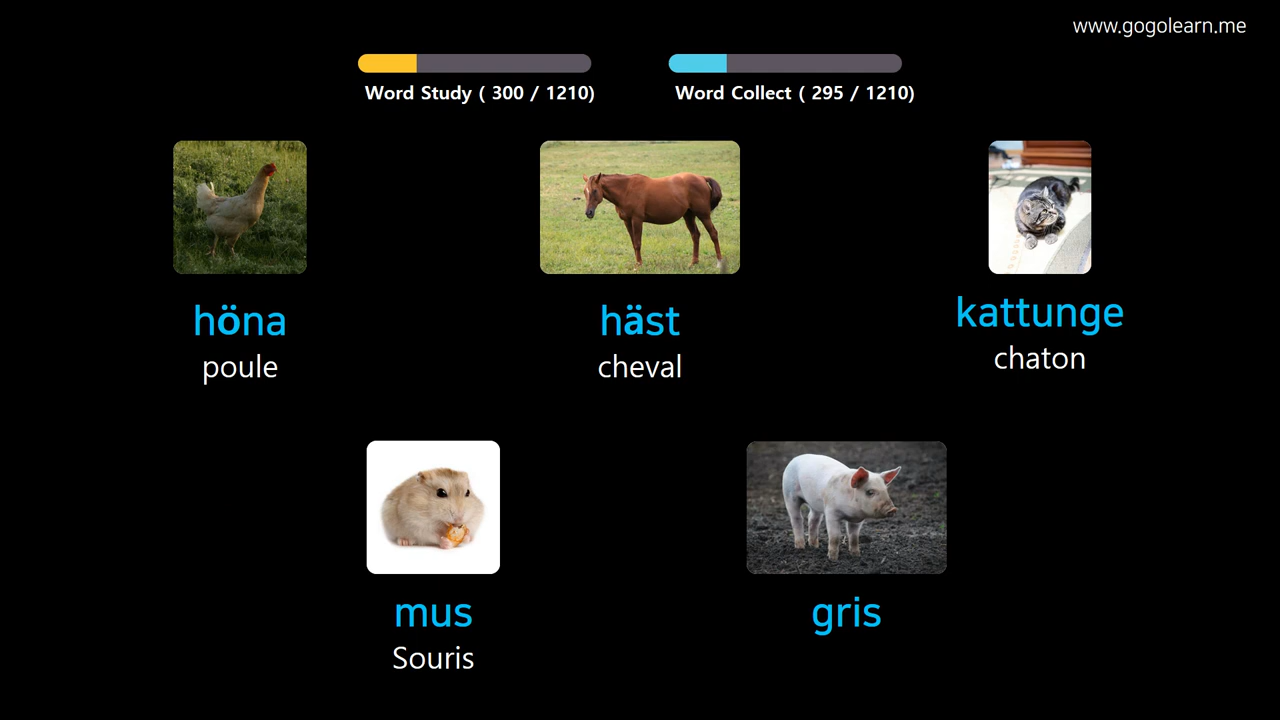 www.gogolearn.me
Word Study ( 300 / 1210)
Word Collect ( 295 / 1210)
höna
häst
kattunge
poule
cheval
chaton
mus
gris
Souris